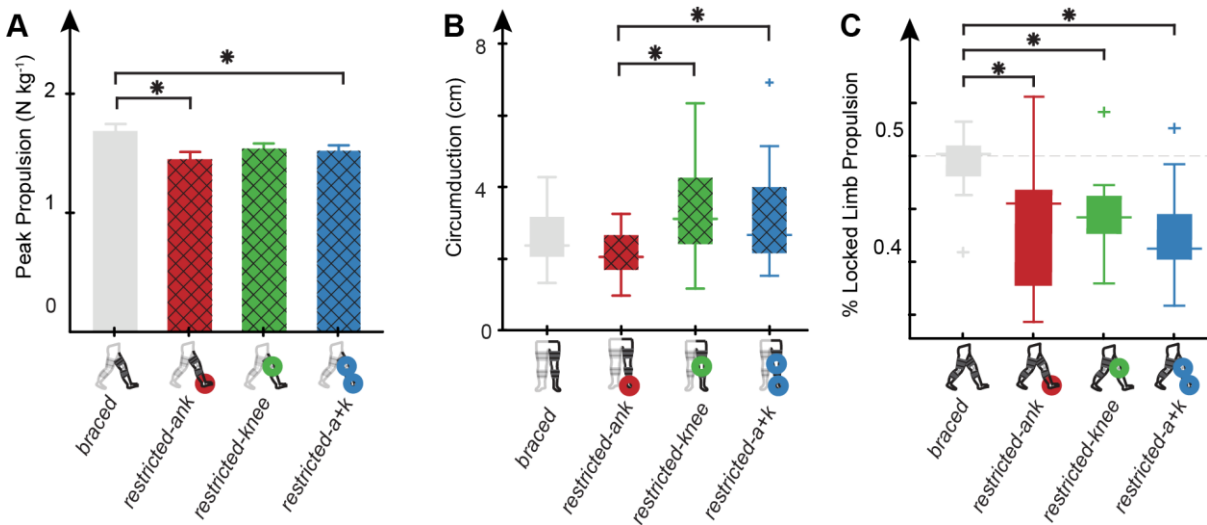 A
Peak Propulsion (N kg⁻¹)
2
1
0
*
*
braced
restricted-ank
restricted-knee
restricted-a+k
B
Circumduction (cm)
8
4
0
*
*
braced
restricted-ank
restricted-knee
restricted-a+k
C
% Locked Limb Propulsion
0.5
0.4
*
*
*
braced
restricted-ank
restricted-knee
restricted-a+k